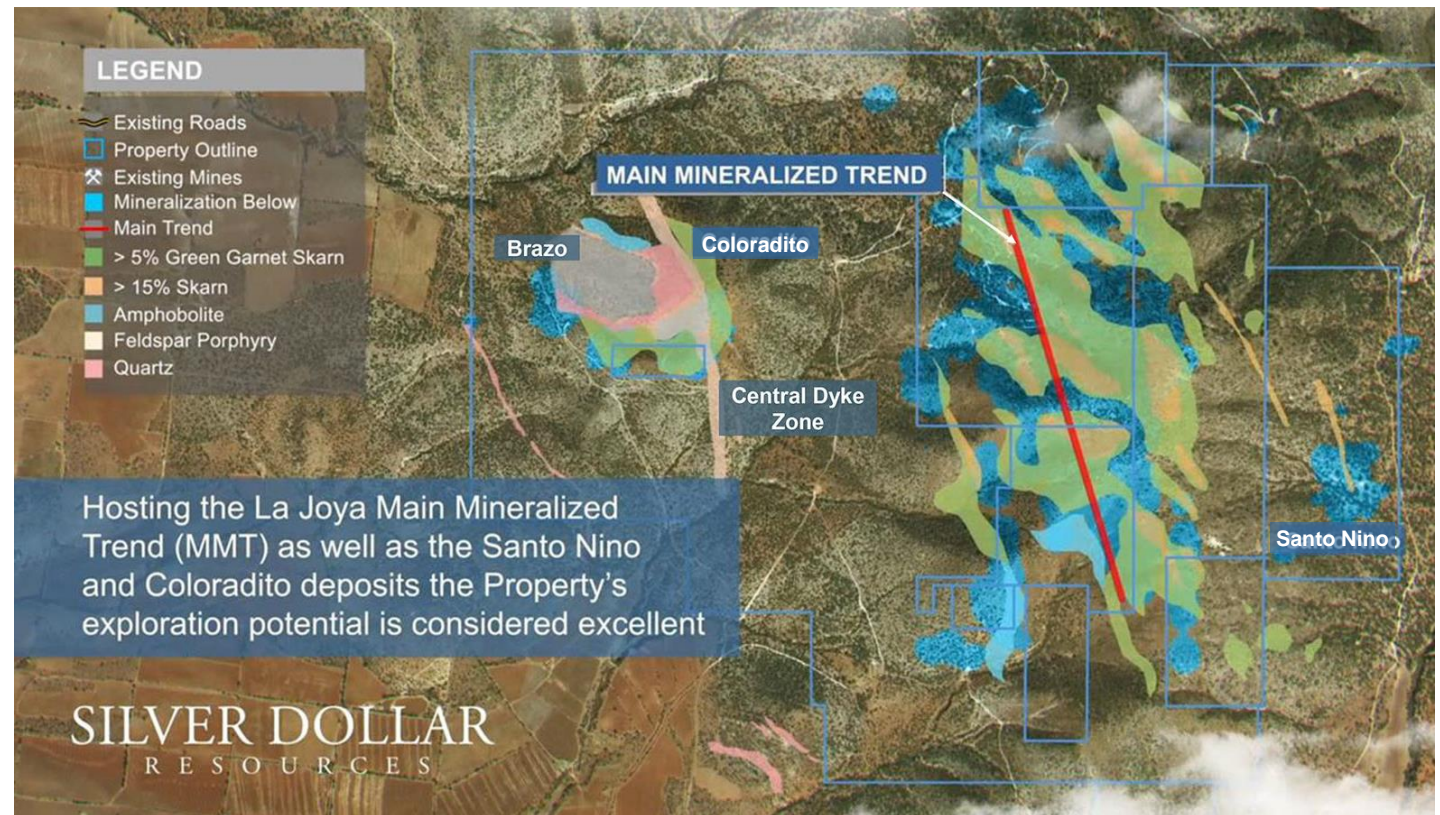 LEGEND
Existing Roads
Property Outline
Existing Mines
Mineralization Below
Main Trend
> 5% Green Garnet Skarn
> 15% Skarn
Amphobolite
Feldspar Porphyry
Quartz
MAIN MINERALIZED TREND
Brazo
Coloradito
Central Dyke
Zone
Santo Nino
Hosting the La Joya Main Mineralized
Trend (MMT) as well as the Santo Nino
and Coloradito deposits the Property's
exploration potential is considered excellent
SILVER DOLLAR
RESOURCES